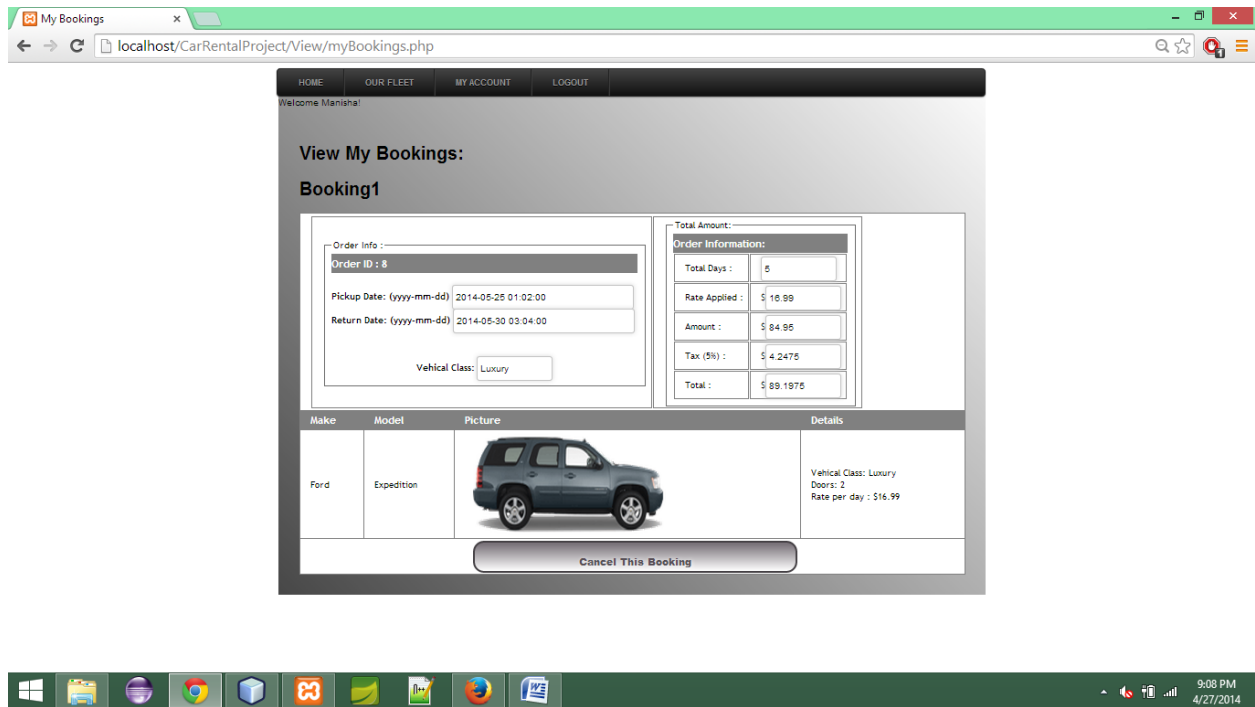 My Bookings
localhost/CarRentalProject/View/myBookings.php
HOME OUR FLEET MY ACCOUNT LOGOUT
Welcome Manisha!
View My Bookings:
Booking1
Order Info :
Order ID : 8
Pickup Date: (yyyy-mm-dd) 2014-05-25 01:02:00
Return Date: (yyyy-mm-dd) 2014-05-30 03:04:00
Vehical Class: Luxury
Total Amount:
Order Information:
Total Days : 5
Rate Applied : $ 16.99
Amount : $ 84.95
Tax (5%) : $ 4.2475
Total : $ 89.1975
Make Model Picture Details
Ford Expedition
Vehical Class: Luxury
Doors: 2
Rate per day : $16.99
Cancel This Booking
9:08 PM
4/27/2014